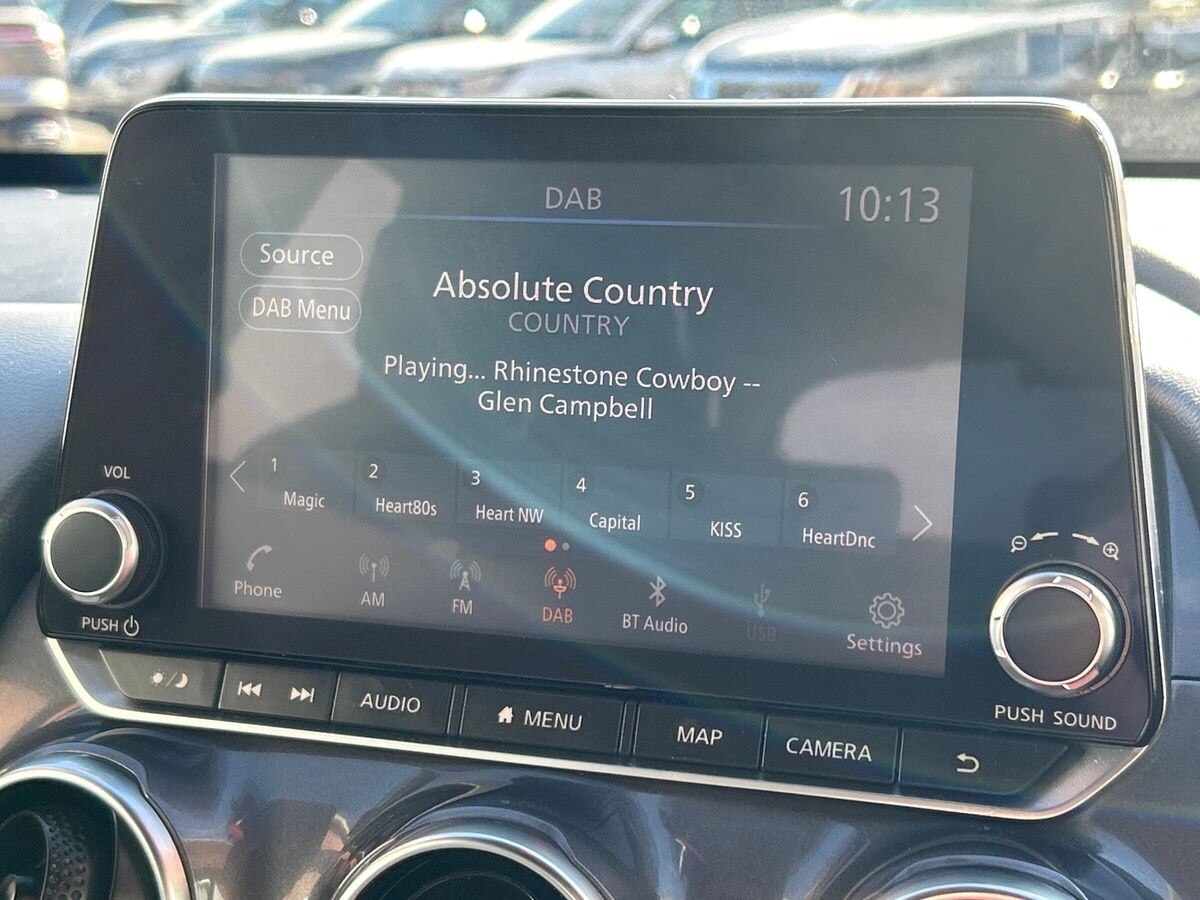 DAB
10:13
Source
DAB Menu
Absolute Country
COUNTRY
Playing... Rhinestone Cowboy --
Glen Campbell
1 2 3 4 5 6
Magic Heart80s Heart NW Capital KISS HeartDnc
Phone AM FM DAB BT Audio USB Settings
VOL
PUSH
PUSH SOUND
AUDIO MENU MAP CAMERA